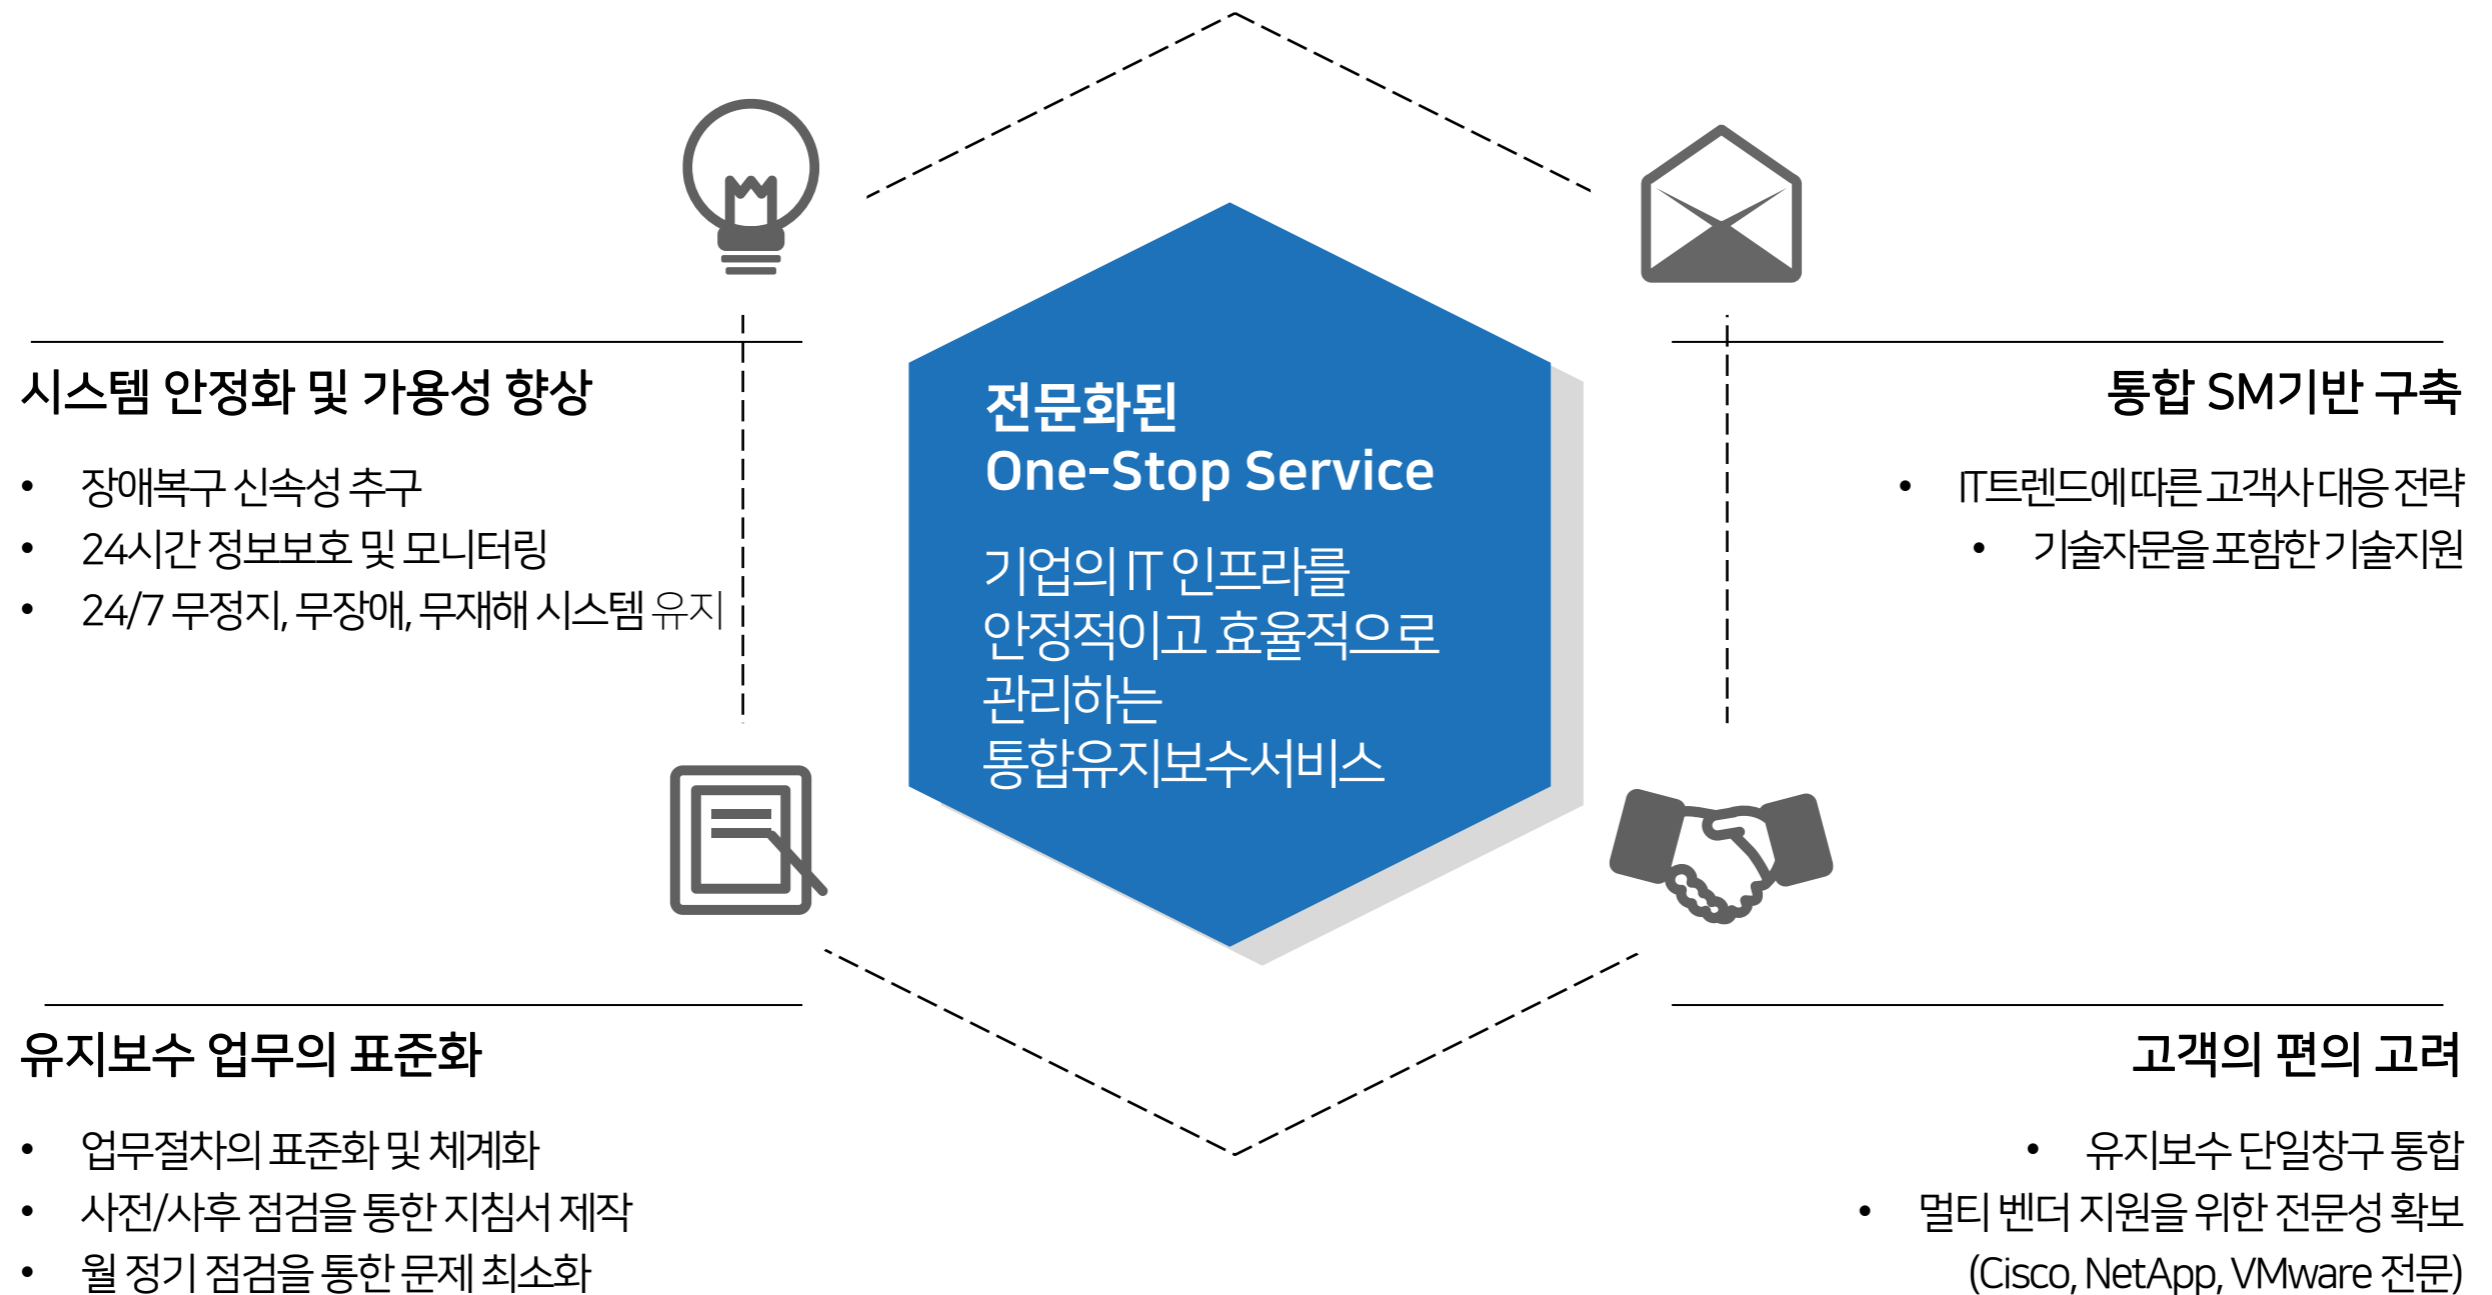 시스템 안정화 및 가용성 향상
• 장애복구 신속성 추구
• 24시간 정보보호 및 모니터링
• 24/7 무정지, 무장애, 무재해 시스템 유지
전문화된
One-Stop Service
기업의 IT 인프라를
안정적이고 효율적으로
관리하는
통합유지보수서비스
통합 SM기반 구축
• IT트렌드에 따른 고객사 대응 전략
• 기술자문을 포함한 기술지원
유지보수 업무의 표준화
• 업무절차의 표준화 및 체계화
• 사전/사후 점검을 통한 지침서 제작
• 월 정기 점검을 통한 문제 최소화
고객의 편의 고려
• 유지보수 단일창구 통합
• 멀티 벤더 지원을 위한 전문성 확보
(Cisco, NetApp, VMware 전문)